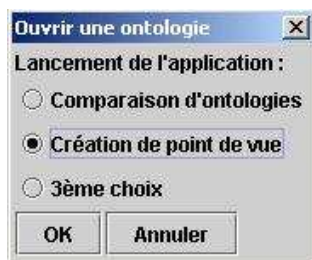 Ouvrir une ontologie
Lancement de l'application :
Comparaison d'ontologies
Création de point de vue
3ème choix
OK Annuler